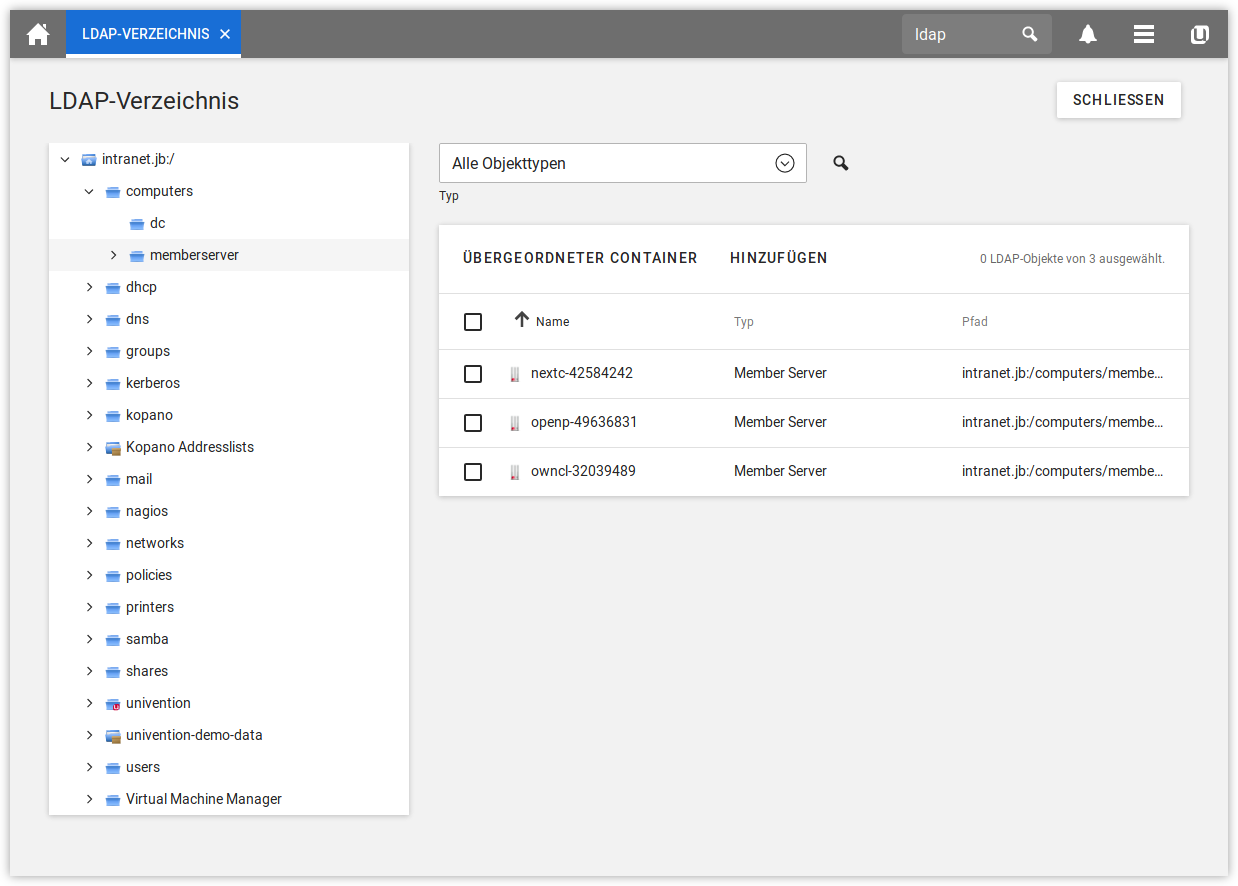 LDAP-VERZEICHNIS
ldap
LDAP-Verzeichnis
SCHLIESSEN
intranet.jb:/
computers
dc
memberserver
dhcp
dns
groups
kerberos
kopano
Kopano Addresslists
mail
nagios
networks
policies
printers
samba
shares
univention
univention-demo-data
users
Virtual Machine Manager
Alle Objekttypen
Typ
ÜBERGEORDNETER CONTAINER HINZUFÜGEN 0 LDAP-Objekte von 3 ausgewählt.
Name Typ Pfad
nextc-42584242 Member Server intranet.jb:/computers/membe...
openp-49636831 Member Server intranet.jb:/computers/membe...
owncl-32039489 Member Server intranet.jb:/computers/membe...